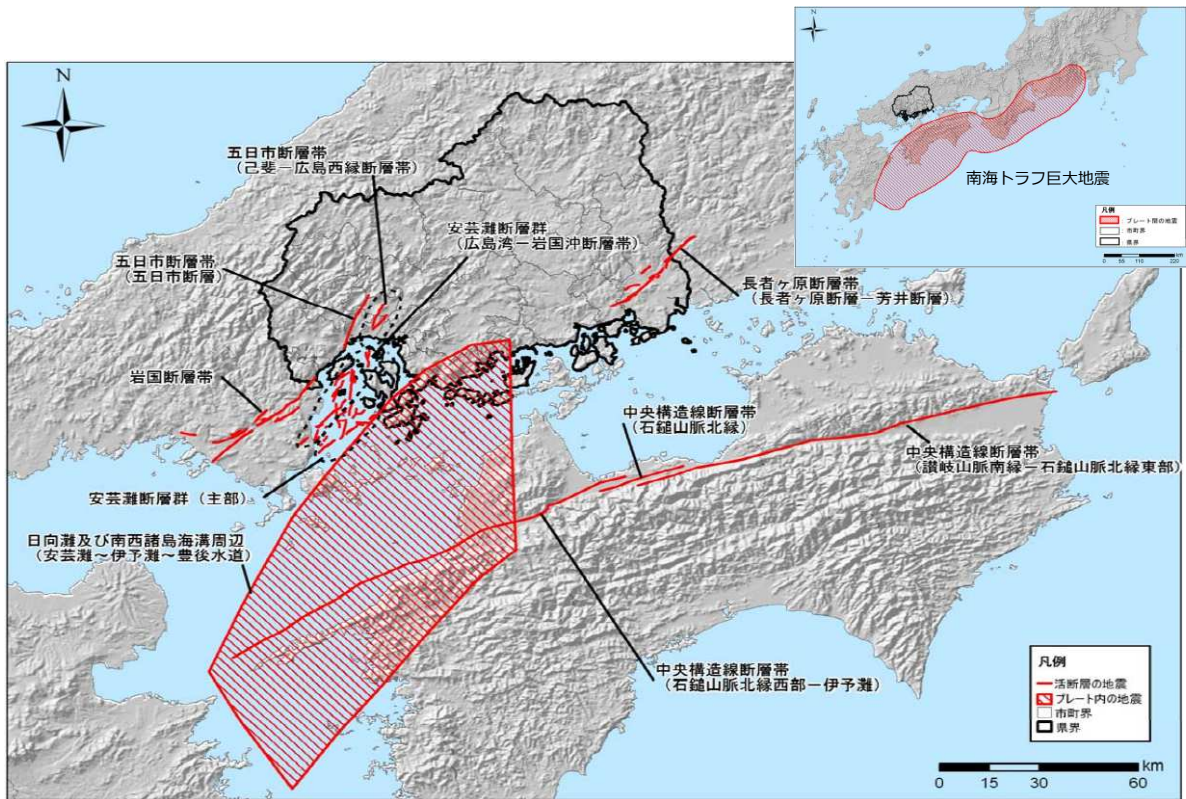 N
五日市断層帯
(己斐－広島西縁断層帯)
安芸灘断層群
(広島湾－岩国沖断層帯)
五日市断層帯
(五日市断層)
長者ヶ原断層帯
(長者ヶ原断層－芳井断層)
岩国断層帯
中央構造線断層帯
(石鎚山脈北縁)
中央構造線断層帯
(讃岐山脈南縁－石鎚山脈北縁東部)
安芸灘断層群(主部)
日向灘及び南西諸島海溝周辺
(安芸灘～伊予灘～豊後水道)
中央構造線断層帯
(石鎚山脈北縁西部－伊予灘)
凡例
活断層の地震
プレート内の地震
市町界
県界
km
0 15 30 60
N
南海トラフ巨大地震
凡例
プレート間の地震
市町界
県界
km
0 55 110 220